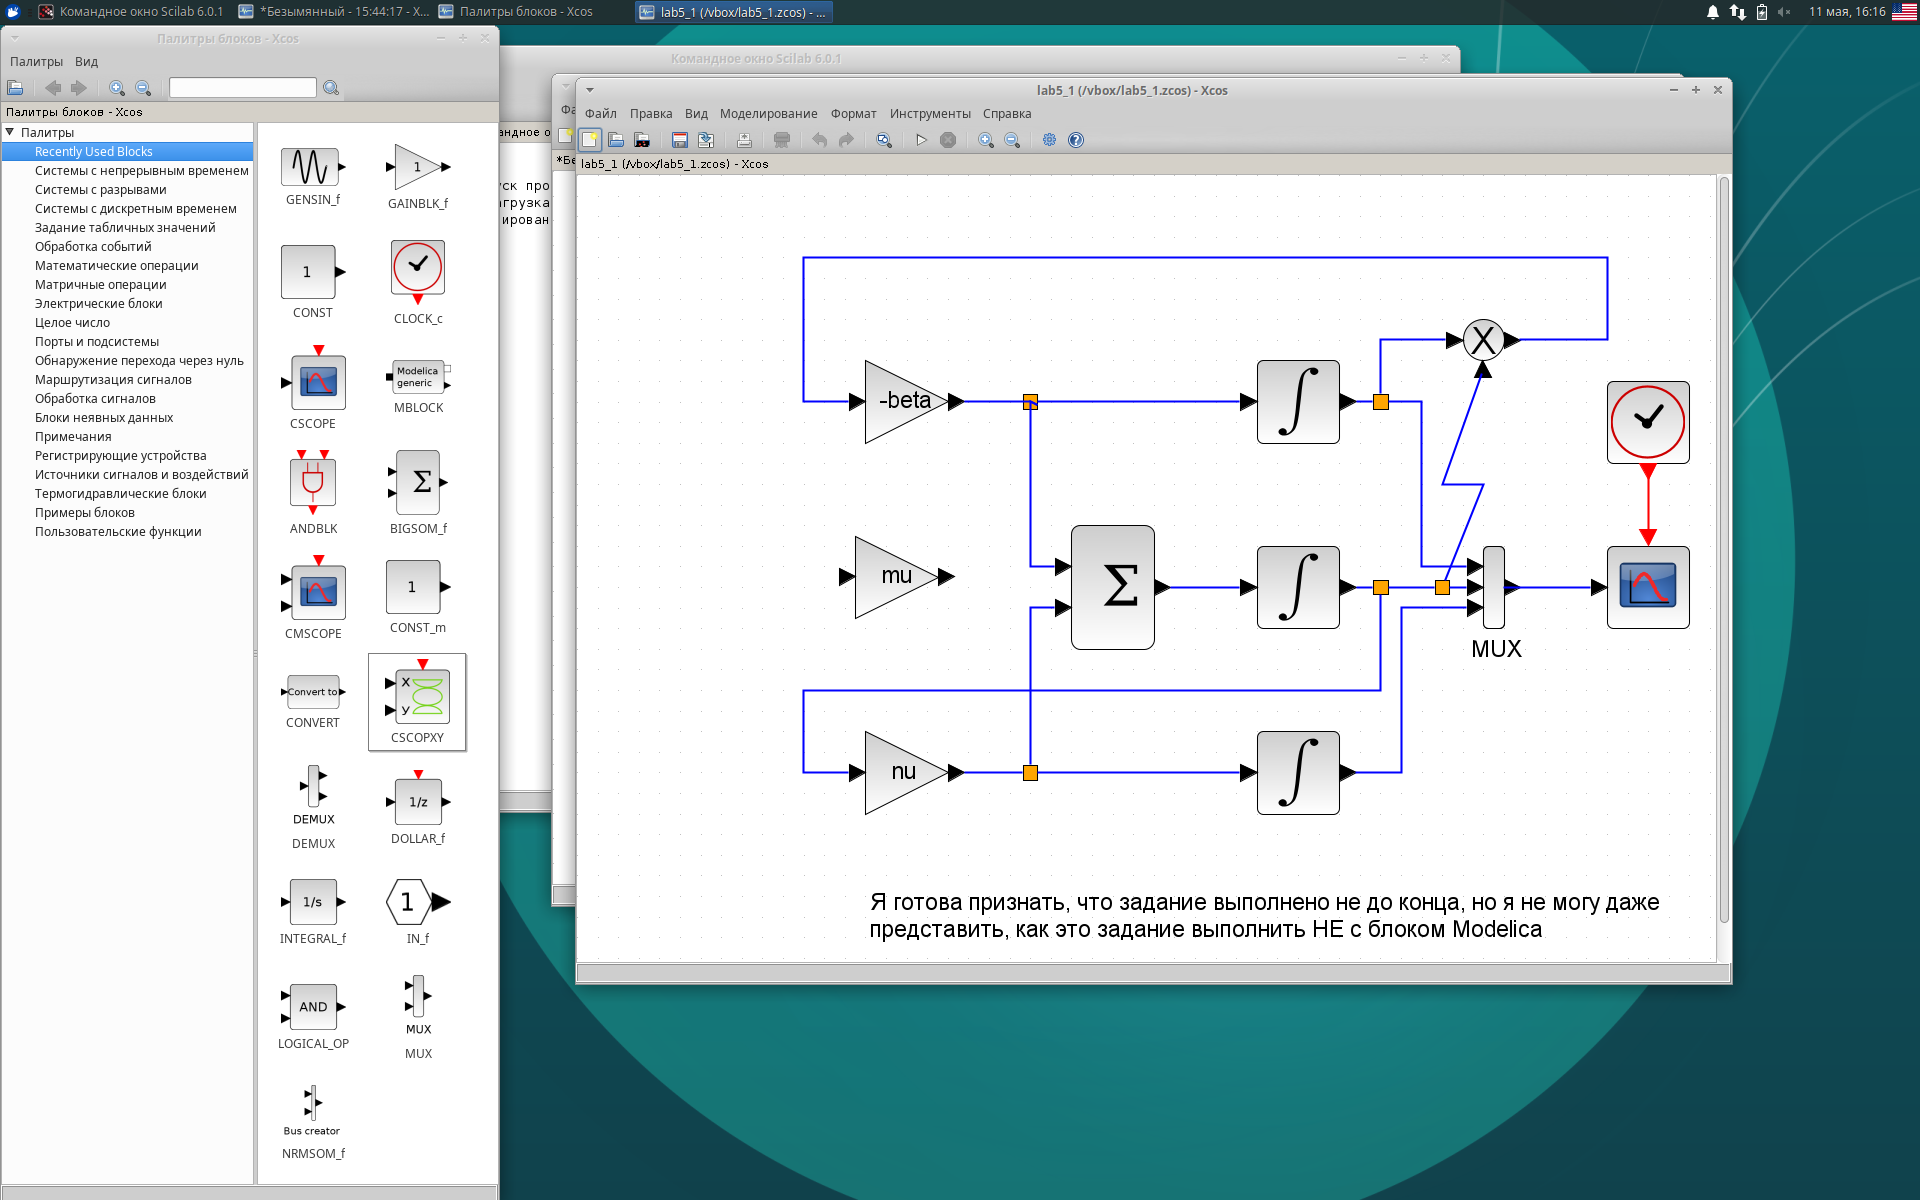 Командное окно Scilab 6.0.1
*Безымянный - 15:44:17 - X...
Палитры блоков - Xcos
lab5_1 (/vbox/lab5_1.zcos) - ...
11 мая, 16:16
Палитры блоков - Xcos
Палитры Вид
Палитры блоков - Xcos
Палитры
Recently Used Blocks
Системы с непрерывным временем
Системы с разрывами
Системы с дискретным временем
Задание табличных значений
Обработка событий
Математические операции
Матричные операции
Электрические блоки
Целое число
Порты и подсистемы
Обнаружение перехода через нуль
Маршрутизация сигналов
Обработка сигналов
Блоки неявных данных
Примечания
Регистрирующие устройства
Источники сигналов и воздействий
Термогидравлические блоки
Примеры блоков
Пользовательские функции
GENSIN_f
1
GAINBLK_f
1
CONST
CLOCK_c
CSCOPE
Modelica
generic
MBLOCK
ANDBLK
Σ
BIGSOM_f
CMSCOPE
1
CONST_m
Convert to
CONVERT
X
y
CSCOPXY
DEMUX
DEMUX
1/z
DOLLAR_f
1/s
INTEGRAL_f
1
IN_f
AND
LOGICAL_OP
MUX
MUX
Bus creator
NRMSOM_f
Командное окно Scilab 6.0.1
андное о
уск про
агрузка
ирован
Фа
*Бе
lab5_1 (/vbox/lab5_1.zcos) - Xcos
Файл Правка Вид Моделирование Формат Инструменты Справка
lab5_1 (/vbox/lab5_1.zcos) - Xcos
X
-beta
∫
mu
Σ
∫
MUX
nu
∫
Я готова признать, что задание выполнено не до конца, но я не могу даже
представить, как это задание выполнить НЕ с блоком Modelica